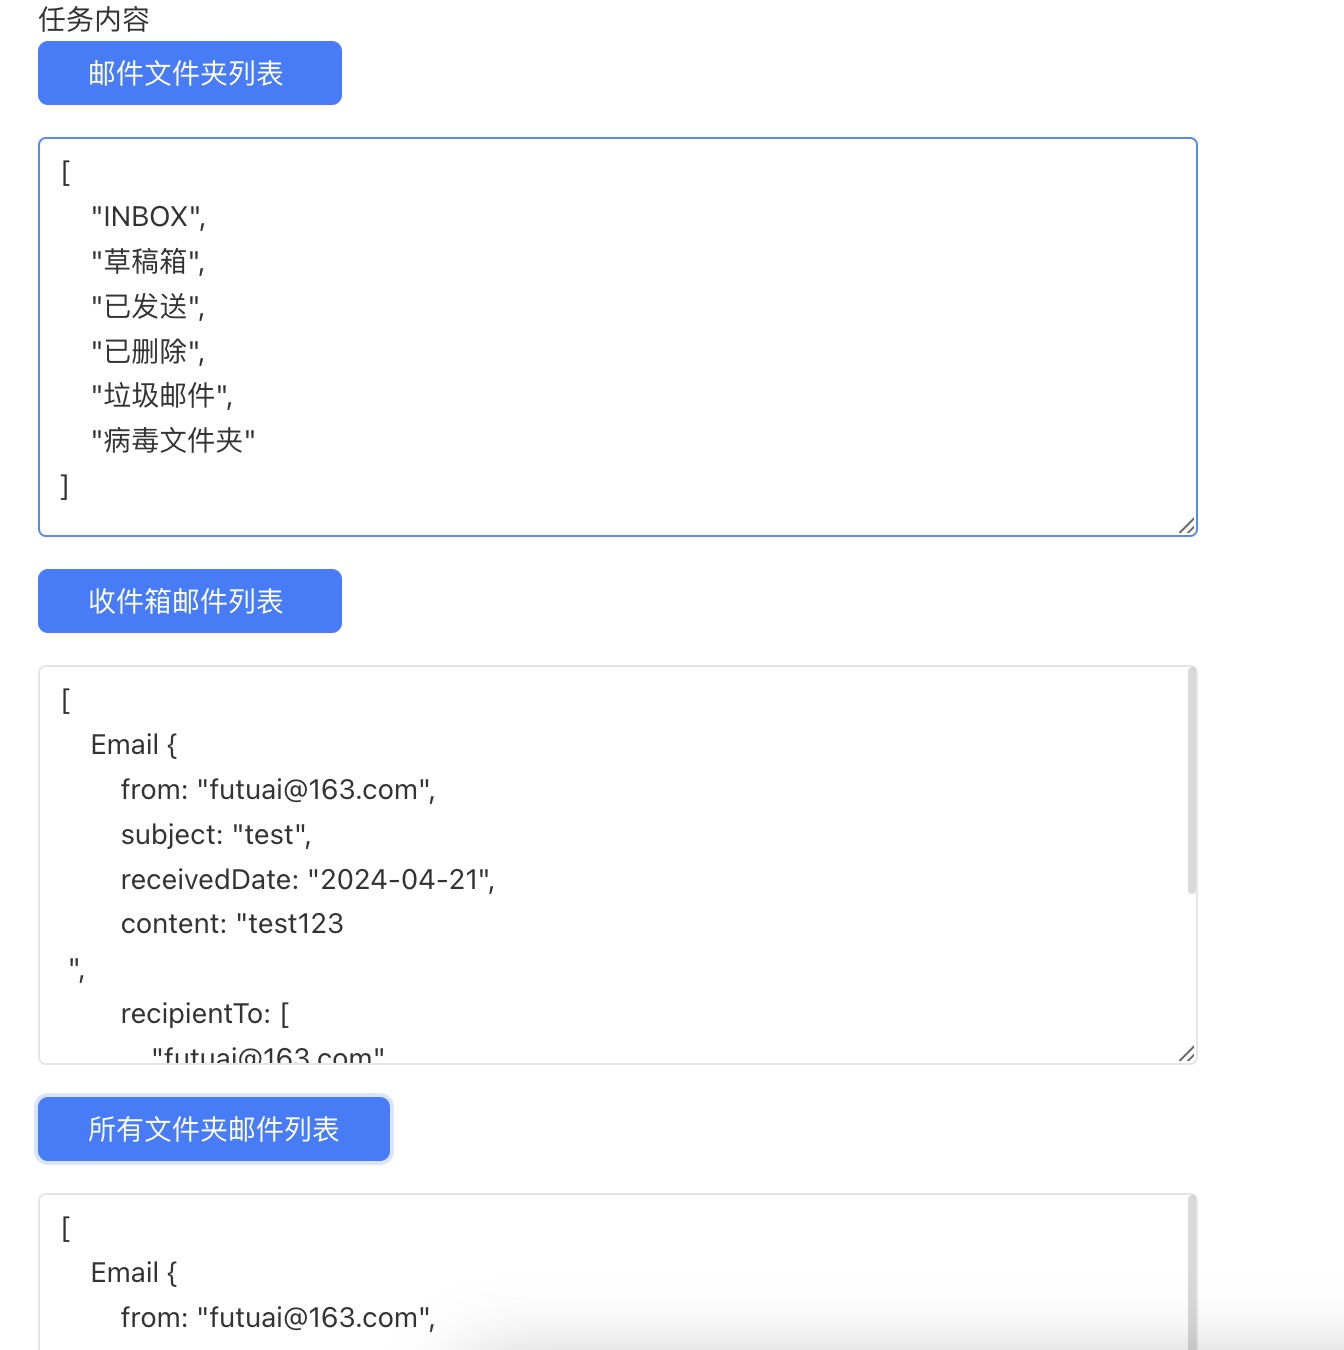 任务内容
邮件文件夹列表
[
"INBOX",
"草稿箱",
"已发送",
"已删除",
"垃圾邮件",
"病毒文件夹"
]
收件箱邮件列表
[
Email {
from: "futuai@163.com",
subject: "test",
receivedDate: "2024-04-21",
content: "test123
",
recipientTo: [
"futuai@163.com"
所有文件夹邮件列表
[
Email {
from: "futuai@163.com",